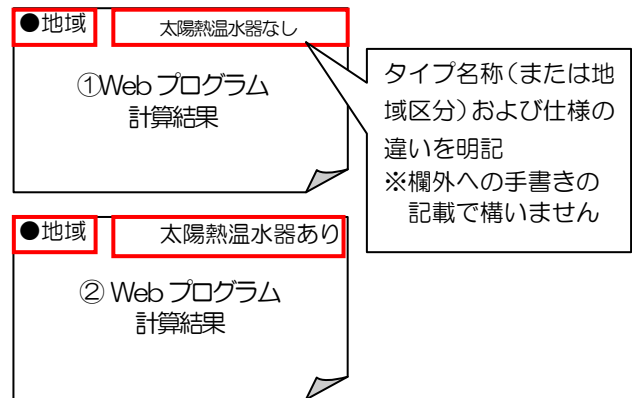 ●地域 太陽熱温水器なし
①Web プログラム
計算結果
タイプ名称(または地
域区分)および仕様の
違いを明記
※欄外への手書きの
記載で構いません
●地域 太陽熱温水器あり
② Web プログラム
計算結果